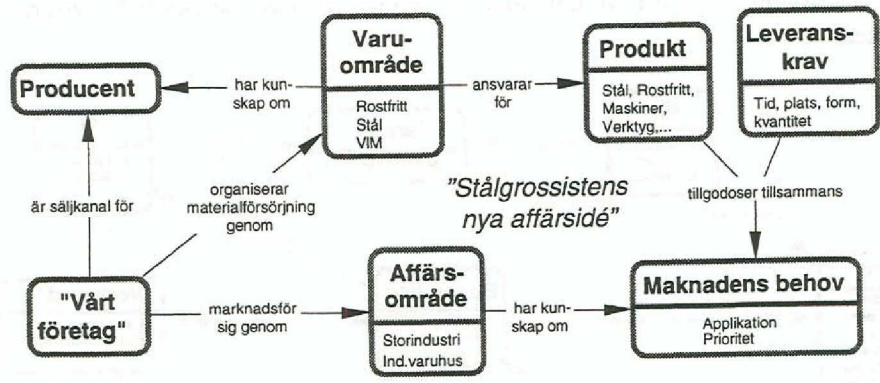 Varu-
område
Rostfritt
Stål
VIM
Produkt
Stål, Rostfritt,
Maskiner,
Verktyg,...
Leverans-
krav
Tid, plats, form,
kvantitet
Producent
har kun-
skap om
ansvarar
för
är säljkanal för
organiserar
materialförsörjning
genom
"Stålgrossistens
nya affärsidé"
tillgodoser tillsammans
"Vårt
företag"
marknadsför
sig genom
Affärs-
område
Storindustri
Ind.varuhus
har kun-
skap om
Maknadens behov
Applikation
Prioritet